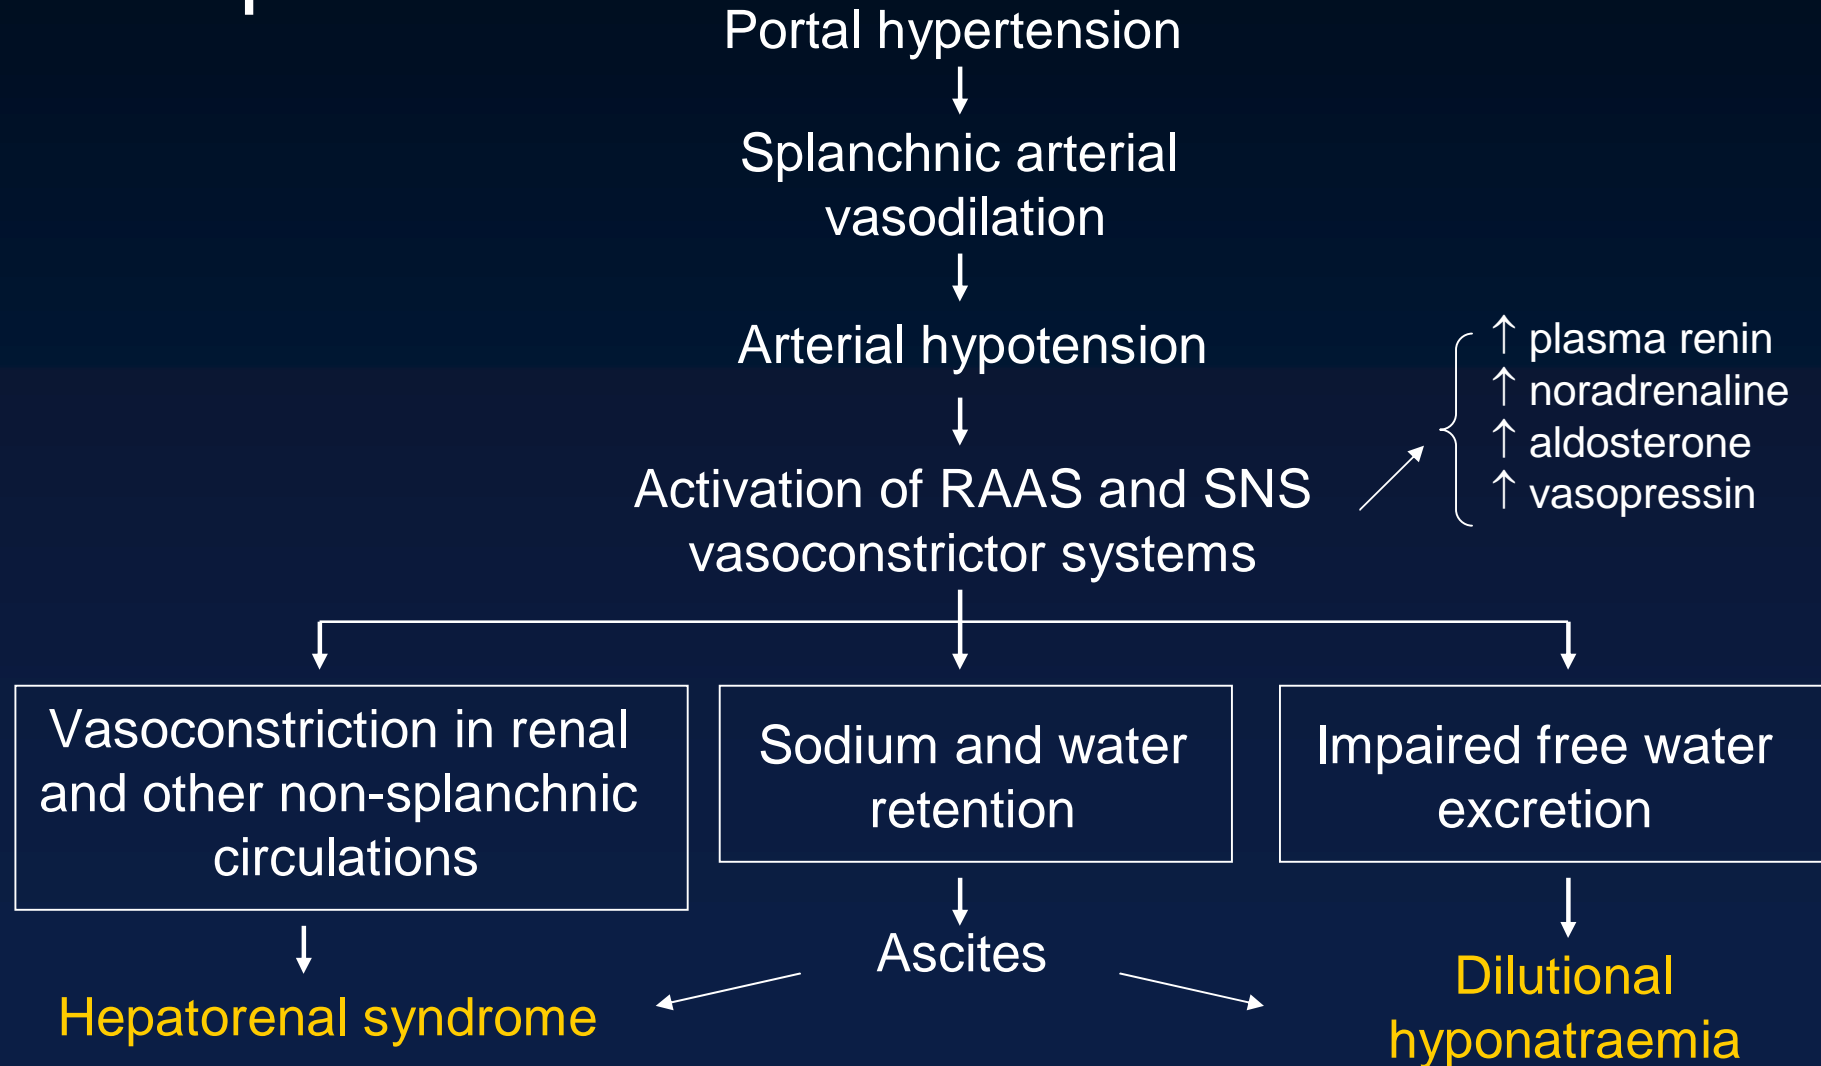 Portal hypertension
Splanchnic arterial
vasodilation
Arterial hypotension
↑ plasma renin
↑ noradrenaline
↑ aldosterone
↑ vasopressin
Activation of RAAS and SNS
vasoconstrictor systems
Vasoconstriction in renal
and other non-splanchnic
circulations
Sodium and water
retention
Impaired free water
excretion
Ascites
Hepatorenal syndrome
Dilutional
hyponatraemia